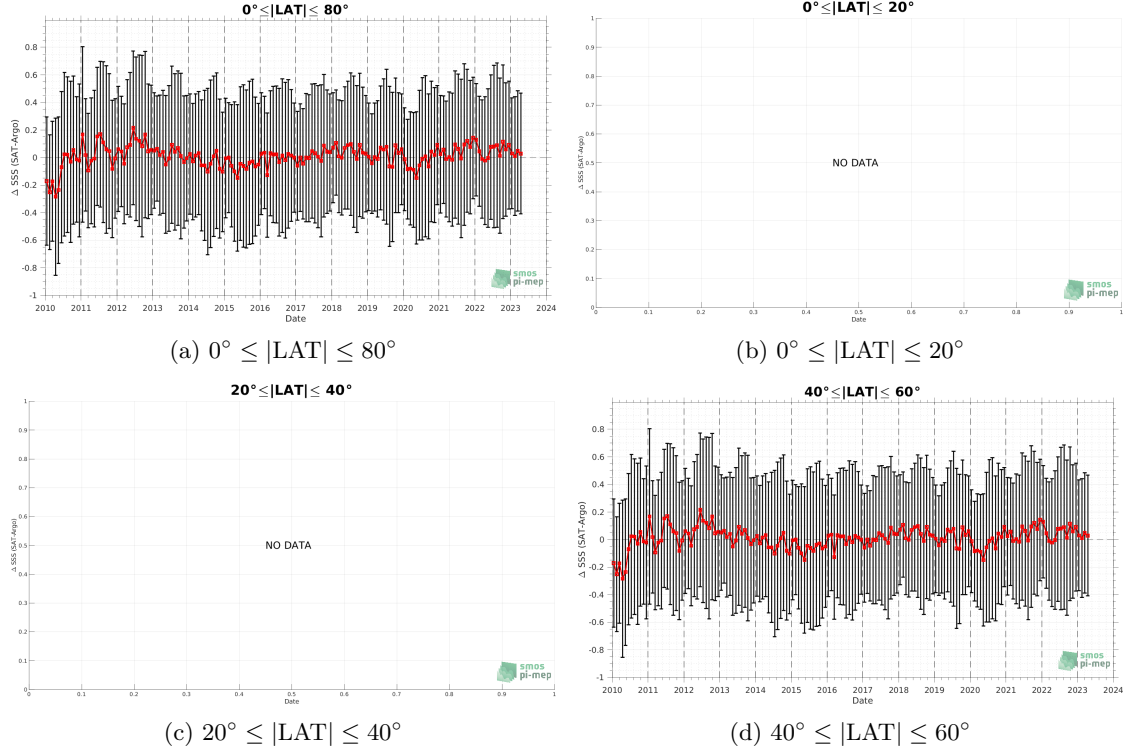 0°≤|LAT|≤ 80°
Δ SSS (SAT-Argo)
0.8
0.6
0.4
0.2
0
-0.2
-0.4
-0.6
-0.8
-1
2010 2011 2012 2013 2014 2015 2016 2017 2018 2019 2020 2021 2022 2023 2024
Date
smos
pi-mep
(a) 0° ≤ |LAT| ≤ 80°
0°≤|LAT|≤ 20°
Δ SSS (SAT-Argo)
1
0.9
0.8
0.7
0.6
0.5
0.4
0.3
0.2
0.1
0
NO DATA
0 0.1 0.2 0.3 0.4 0.5 0.6 0.7 0.8 0.9 1
Date
smos
pi-mep
(b) 0° ≤ |LAT| ≤ 20°
20°≤|LAT|≤ 40°
Δ SSS (SAT-Argo)
1
0.9
0.8
0.7
0.6
0.5
0.4
0.3
0.2
0.1
0
NO DATA
0 0.1 0.2 0.3 0.4 0.5 0.6 0.7 0.8 0.9 1
Date
smos
pi-mep
(c) 20° ≤ |LAT| ≤ 40°
40°≤|LAT|≤ 60°
Δ SSS (SAT-Argo)
0.8
0.6
0.4
0.2
0
-0.2
-0.4
-0.6
-0.8
-1
2010 2011 2012 2013 2014 2015 2016 2017 2018 2019 2020 2021 2022 2023 2024
Date
smos
pi-mep
(d) 40° ≤ |LAT| ≤ 60°